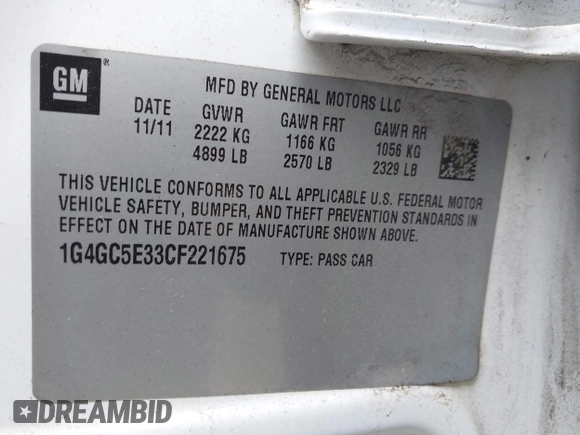 GM ®
MFD BY GENERAL MOTORS LLC
DATE GVWR GAWR FRT GAWR RR
11/11 2222 KG 1166 KG 1056 KG
4899 LB 2570 LB 2329 LB
THIS VEHICLE CONFORMS TO ALL APPLICABLE U.S. FEDERAL MOTOR
VEHICLE SAFETY, BUMPER, AND THEFT PREVENTION STANDARDS IN
EFFECT ON THE DATE OF MANUFACTURE SHOWN ABOVE.
1G4GC5E33CF221675 TYPE: PASS CAR
DREAMBID